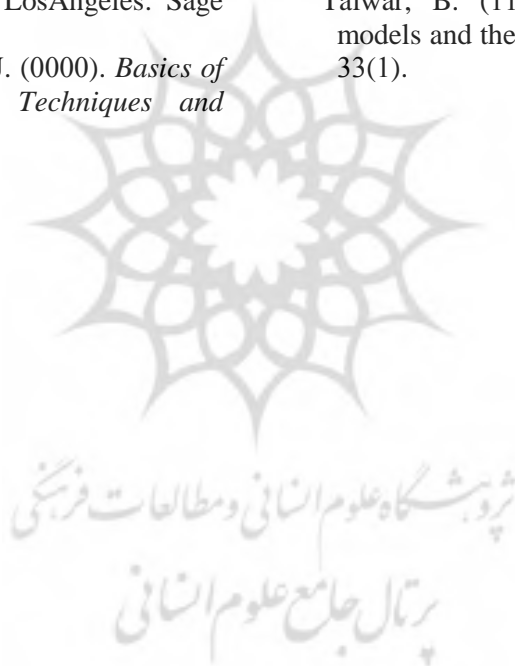 LosAngeles: Sage
J. (0000). Basics of
Techniques and
Talwar, B. (11
models and the
33(1).
پژوهشگاه علوم انسانی و مطالعات فرهنگی
پرتال جامع علوم انسانی